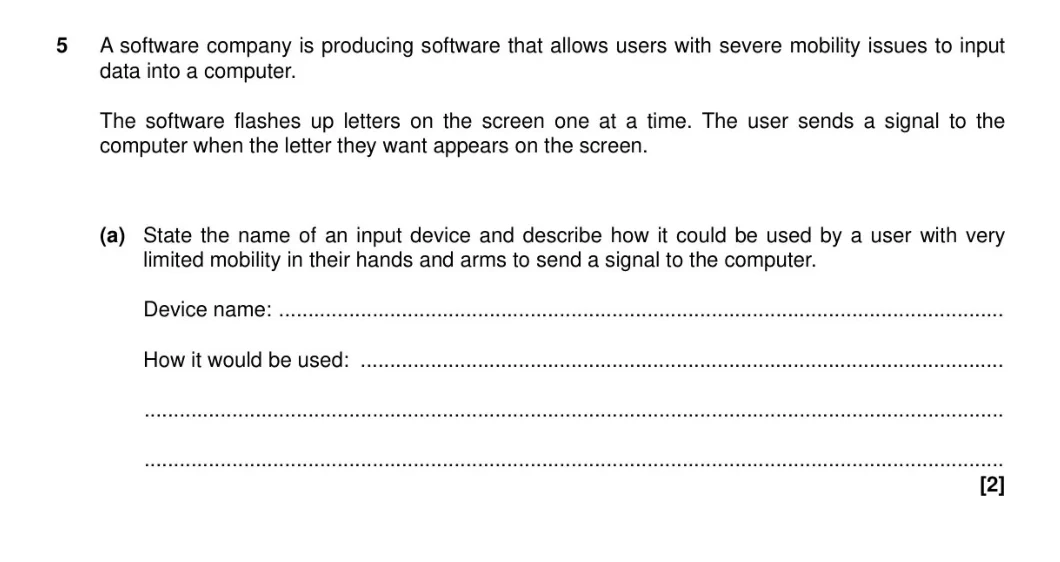 5 A software company is producing software that allows users with severe mobility issues to input
data into a computer.
The software flashes up letters on the screen one at a time. The user sends a signal to the
computer when the letter they want appears on the screen.
(a) State the name of an input device and describe how it could be used by a user with very
limited mobility in their hands and arms to send a signal to the computer.
Device name: ..........................................................................................................................
How it would be used: ............................................................................................................
.................................................................................................................................................
.................................................................................................................................................
[2]